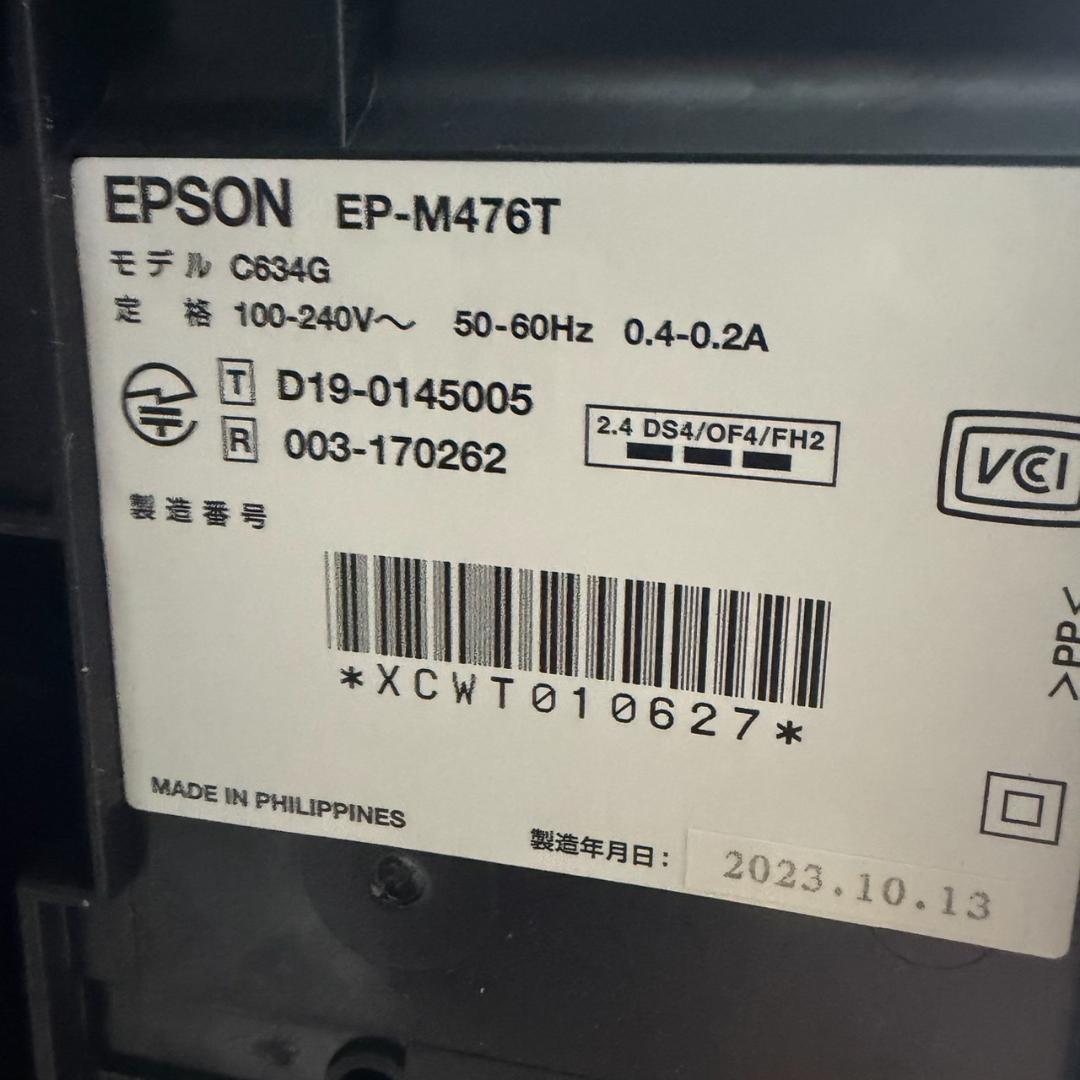 EPSON EP-M476T
モデル C634G
定 格 100-240V～ 50-60Hz 0.4-0.2A
T D19-0145005
R 003-170262
2.4 DS4/OF4/FH2
VCCI
製造番号
*XCWT010627*
>PP<
MADE IN PHILIPPINES
製造年月日: 2023.10.13